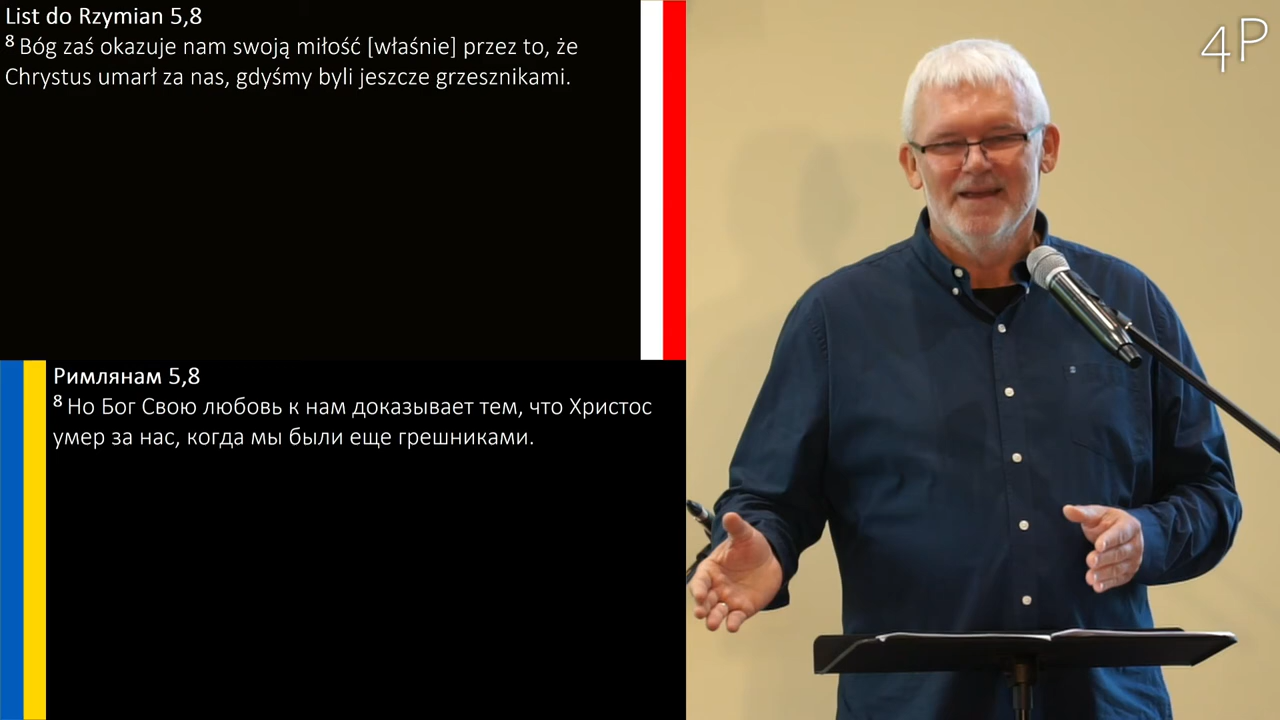 List do Rzymian 5,8
8 Bóg zaś okazuje nam swoją miłość [właśnie] przez to, że
Chrystus umarł za nas, gdyśmy byli jeszcze grzesznikami.
Римлянам 5,8
8 Но Бог Свою любовь к нам доказывает тем, что Христос
умер за нас, когда мы были еще грешниками.
4P